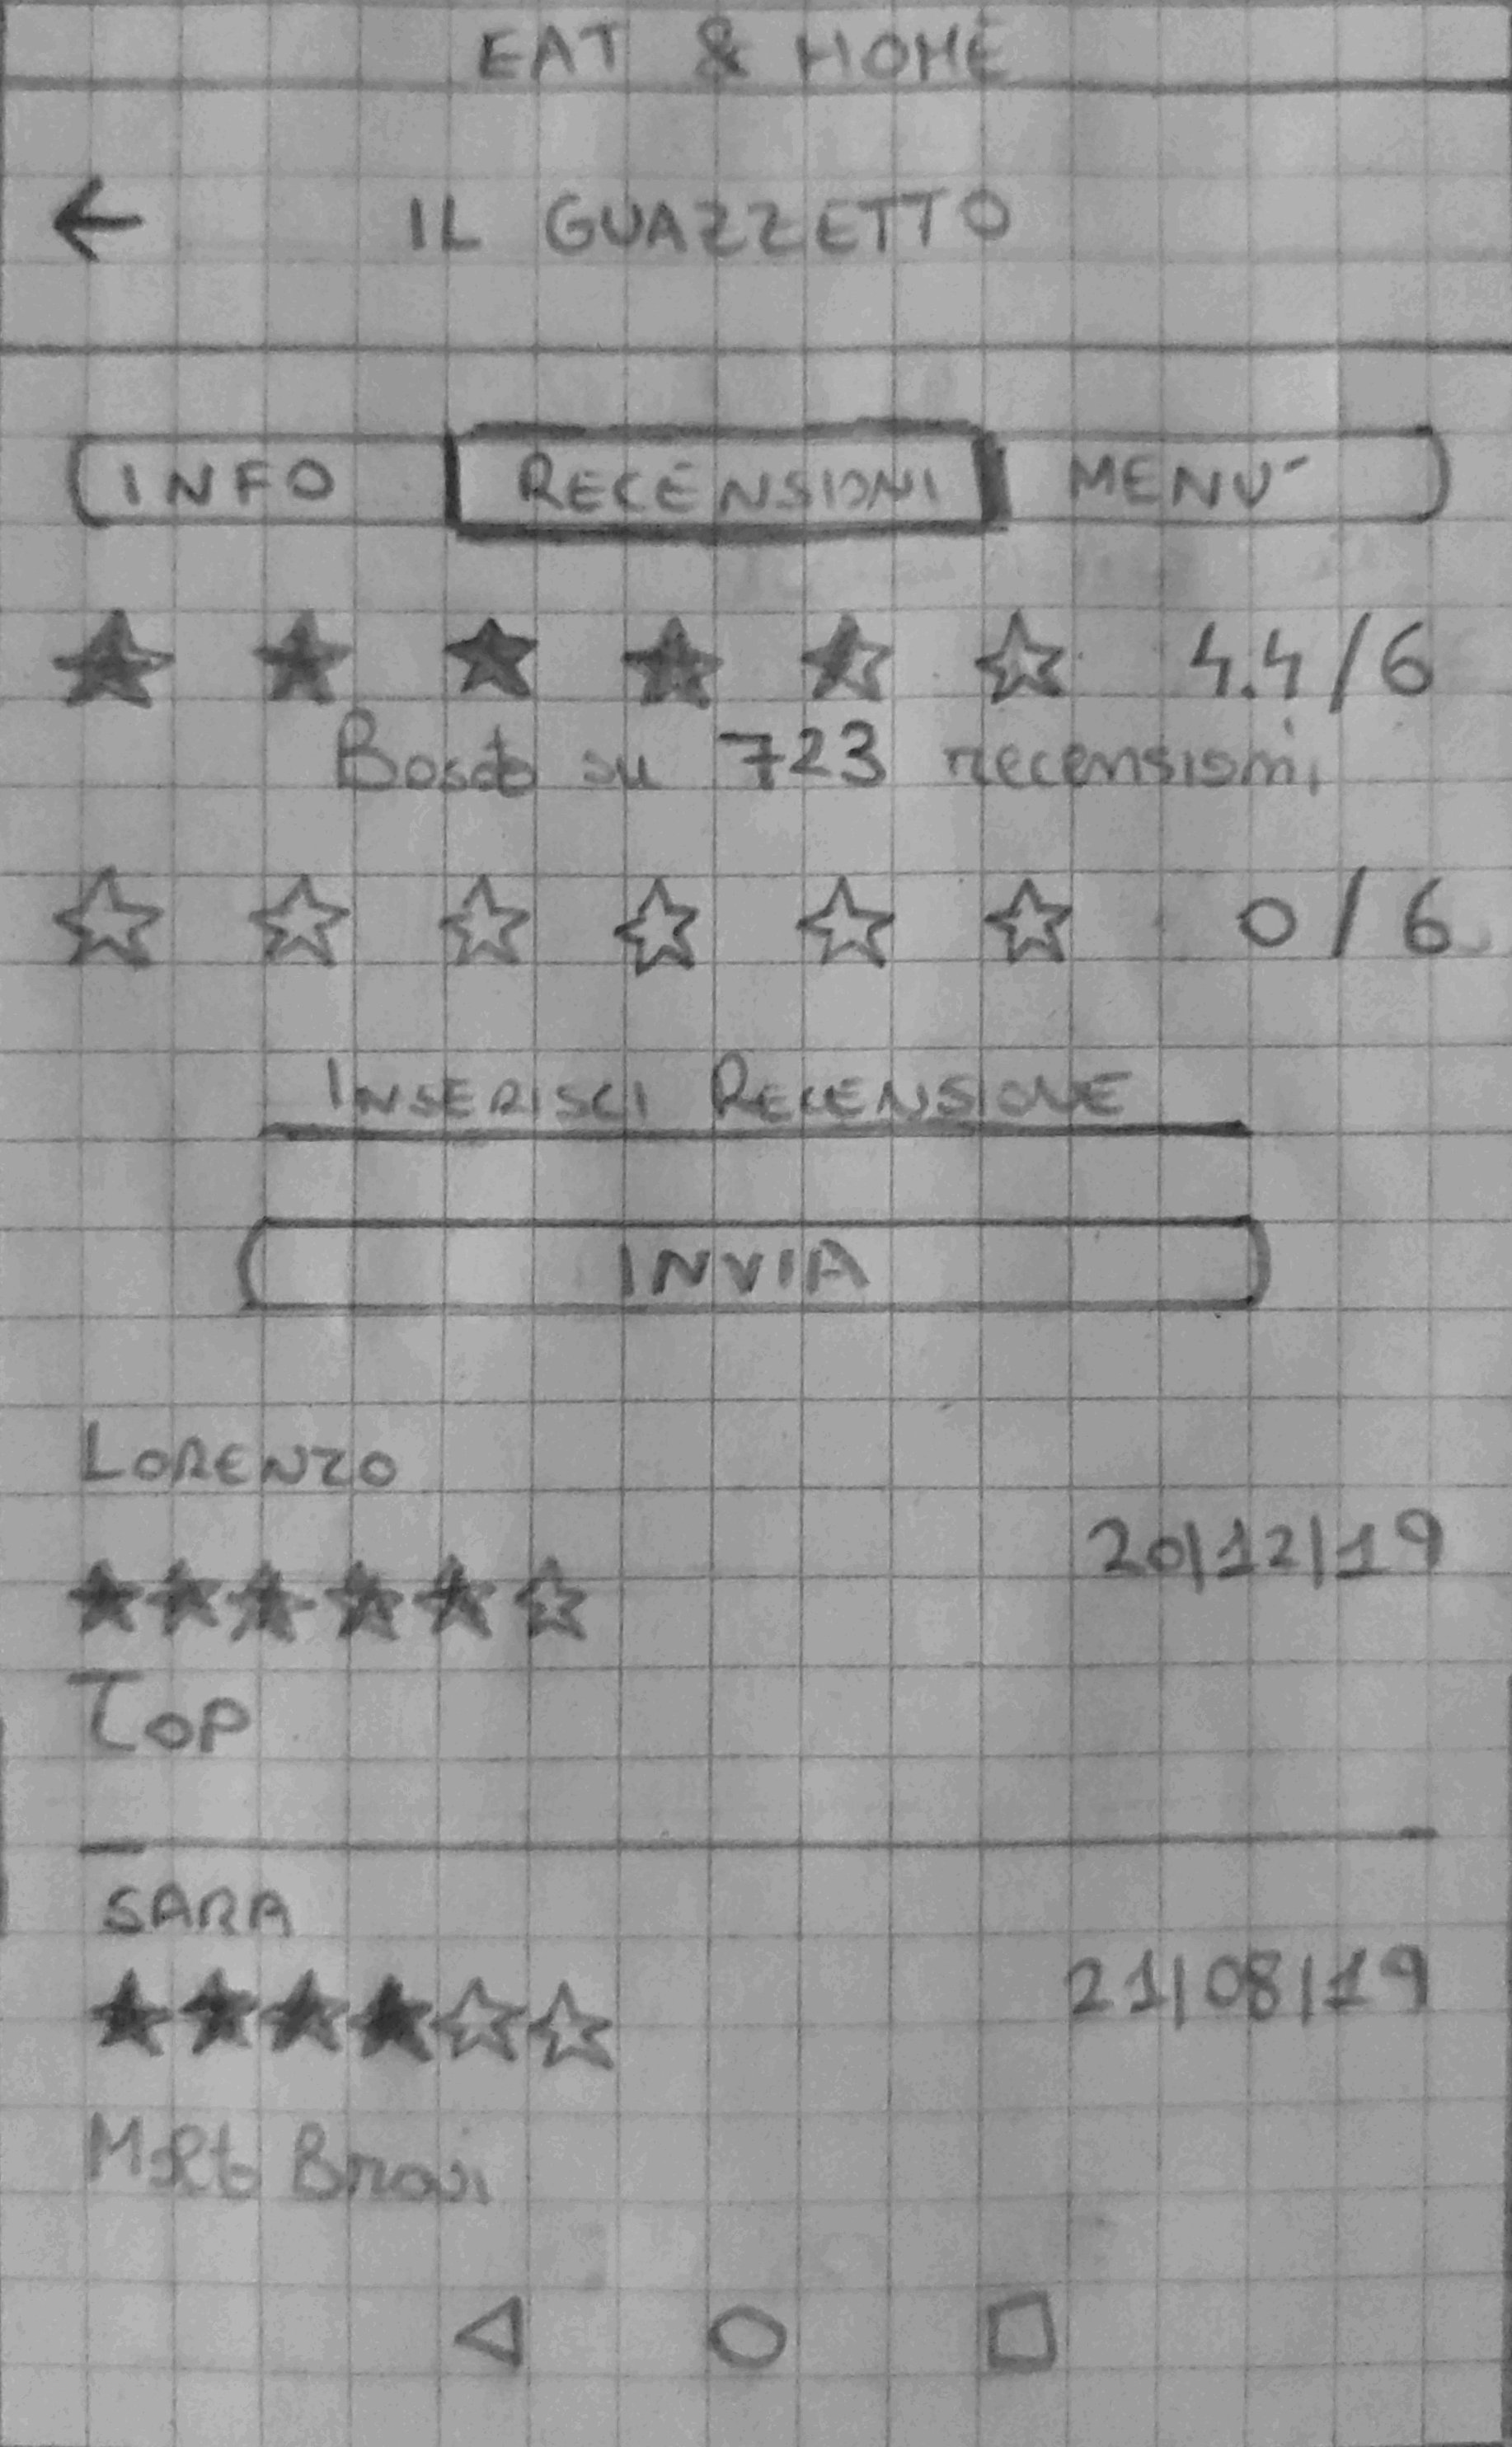 EAT & HOME
IL GUAZZETTO
INFO RECENSIONI MENU'
4.4/6
Basato su 723 recensioni
0/6
INSERISCI RECENSIONE
INVIA
LORENZO
20/12/19
TOP
SARA
21/08/19
Molto Bravi